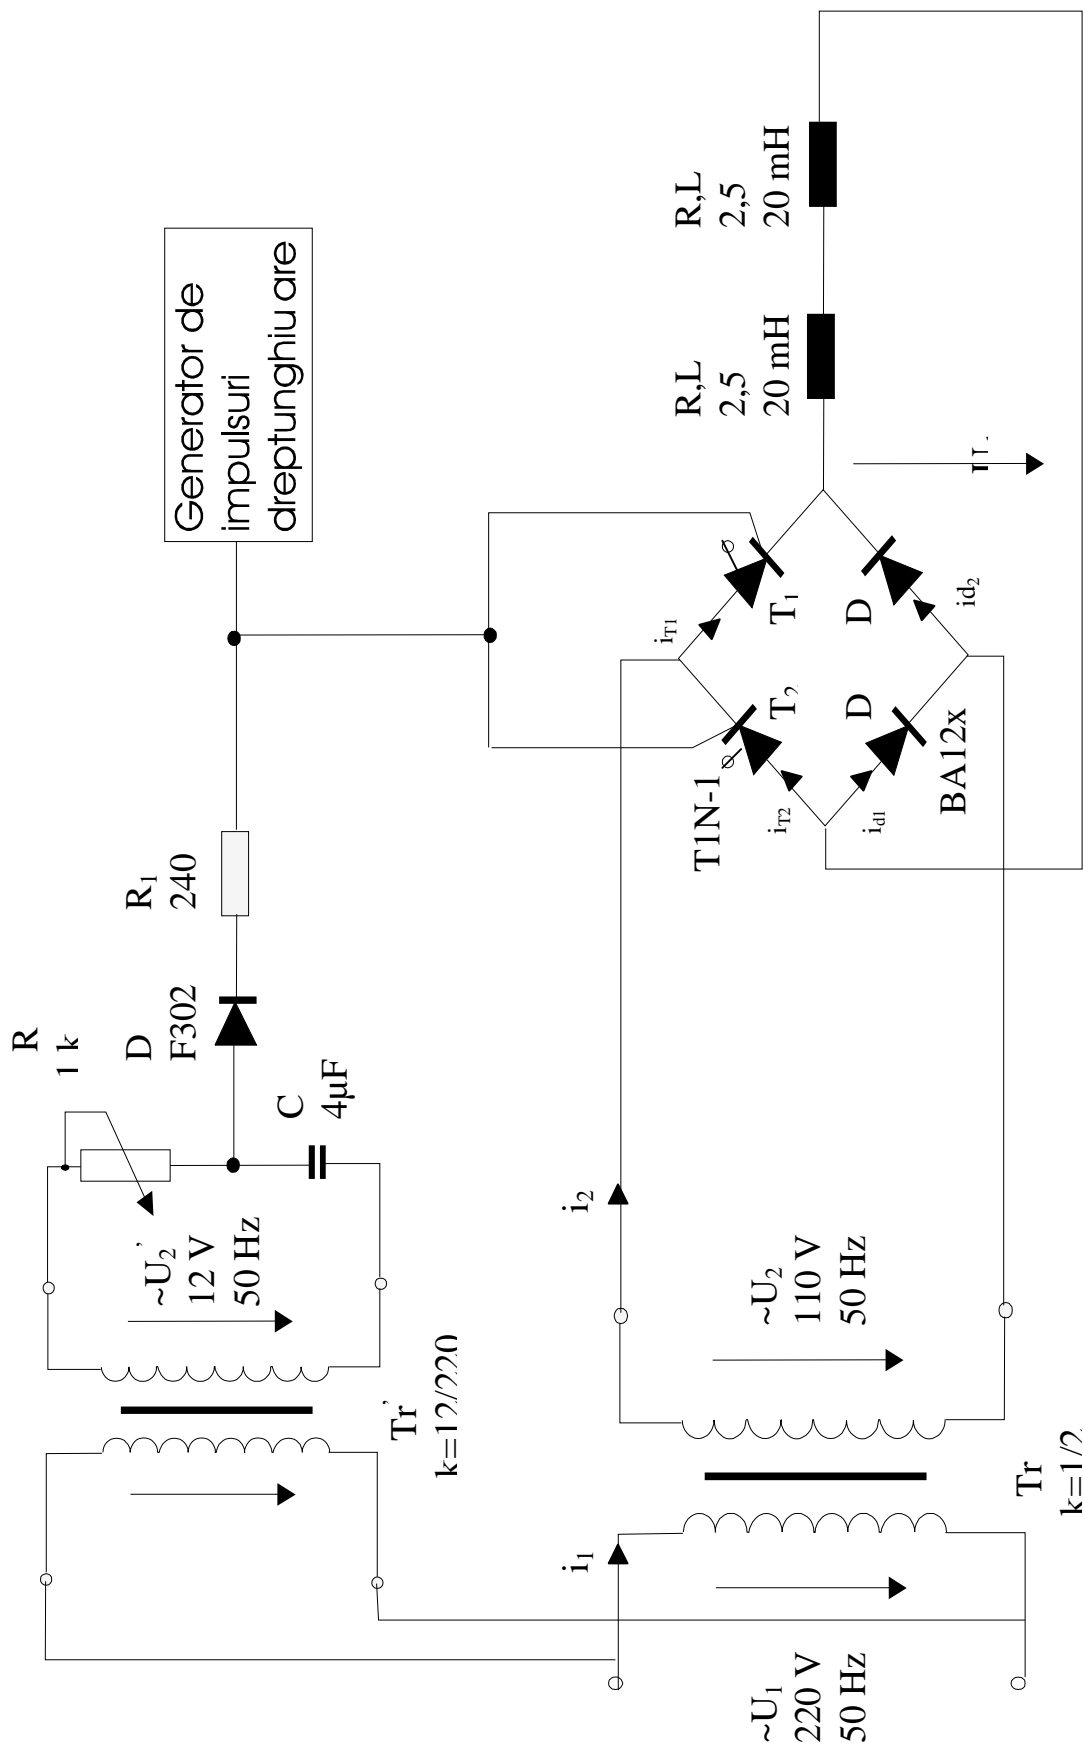 Generator de
impulsuri
dreptunghiu are
R
1 k
D
F302
R₁
240
C
4µF
~U₂’
12 V
50 Hz
Tr’
k=12/220
R,L
2,5
20 mH
R,L
2,5
20 mH
iT1
T₁
T₂
T1N-1
iT2
D
D
id1
id₂
BA12x
i₂
~U₂
110 V
50 Hz
Tr
k=1/2
i₁
~U₁
220 V
50 Hz